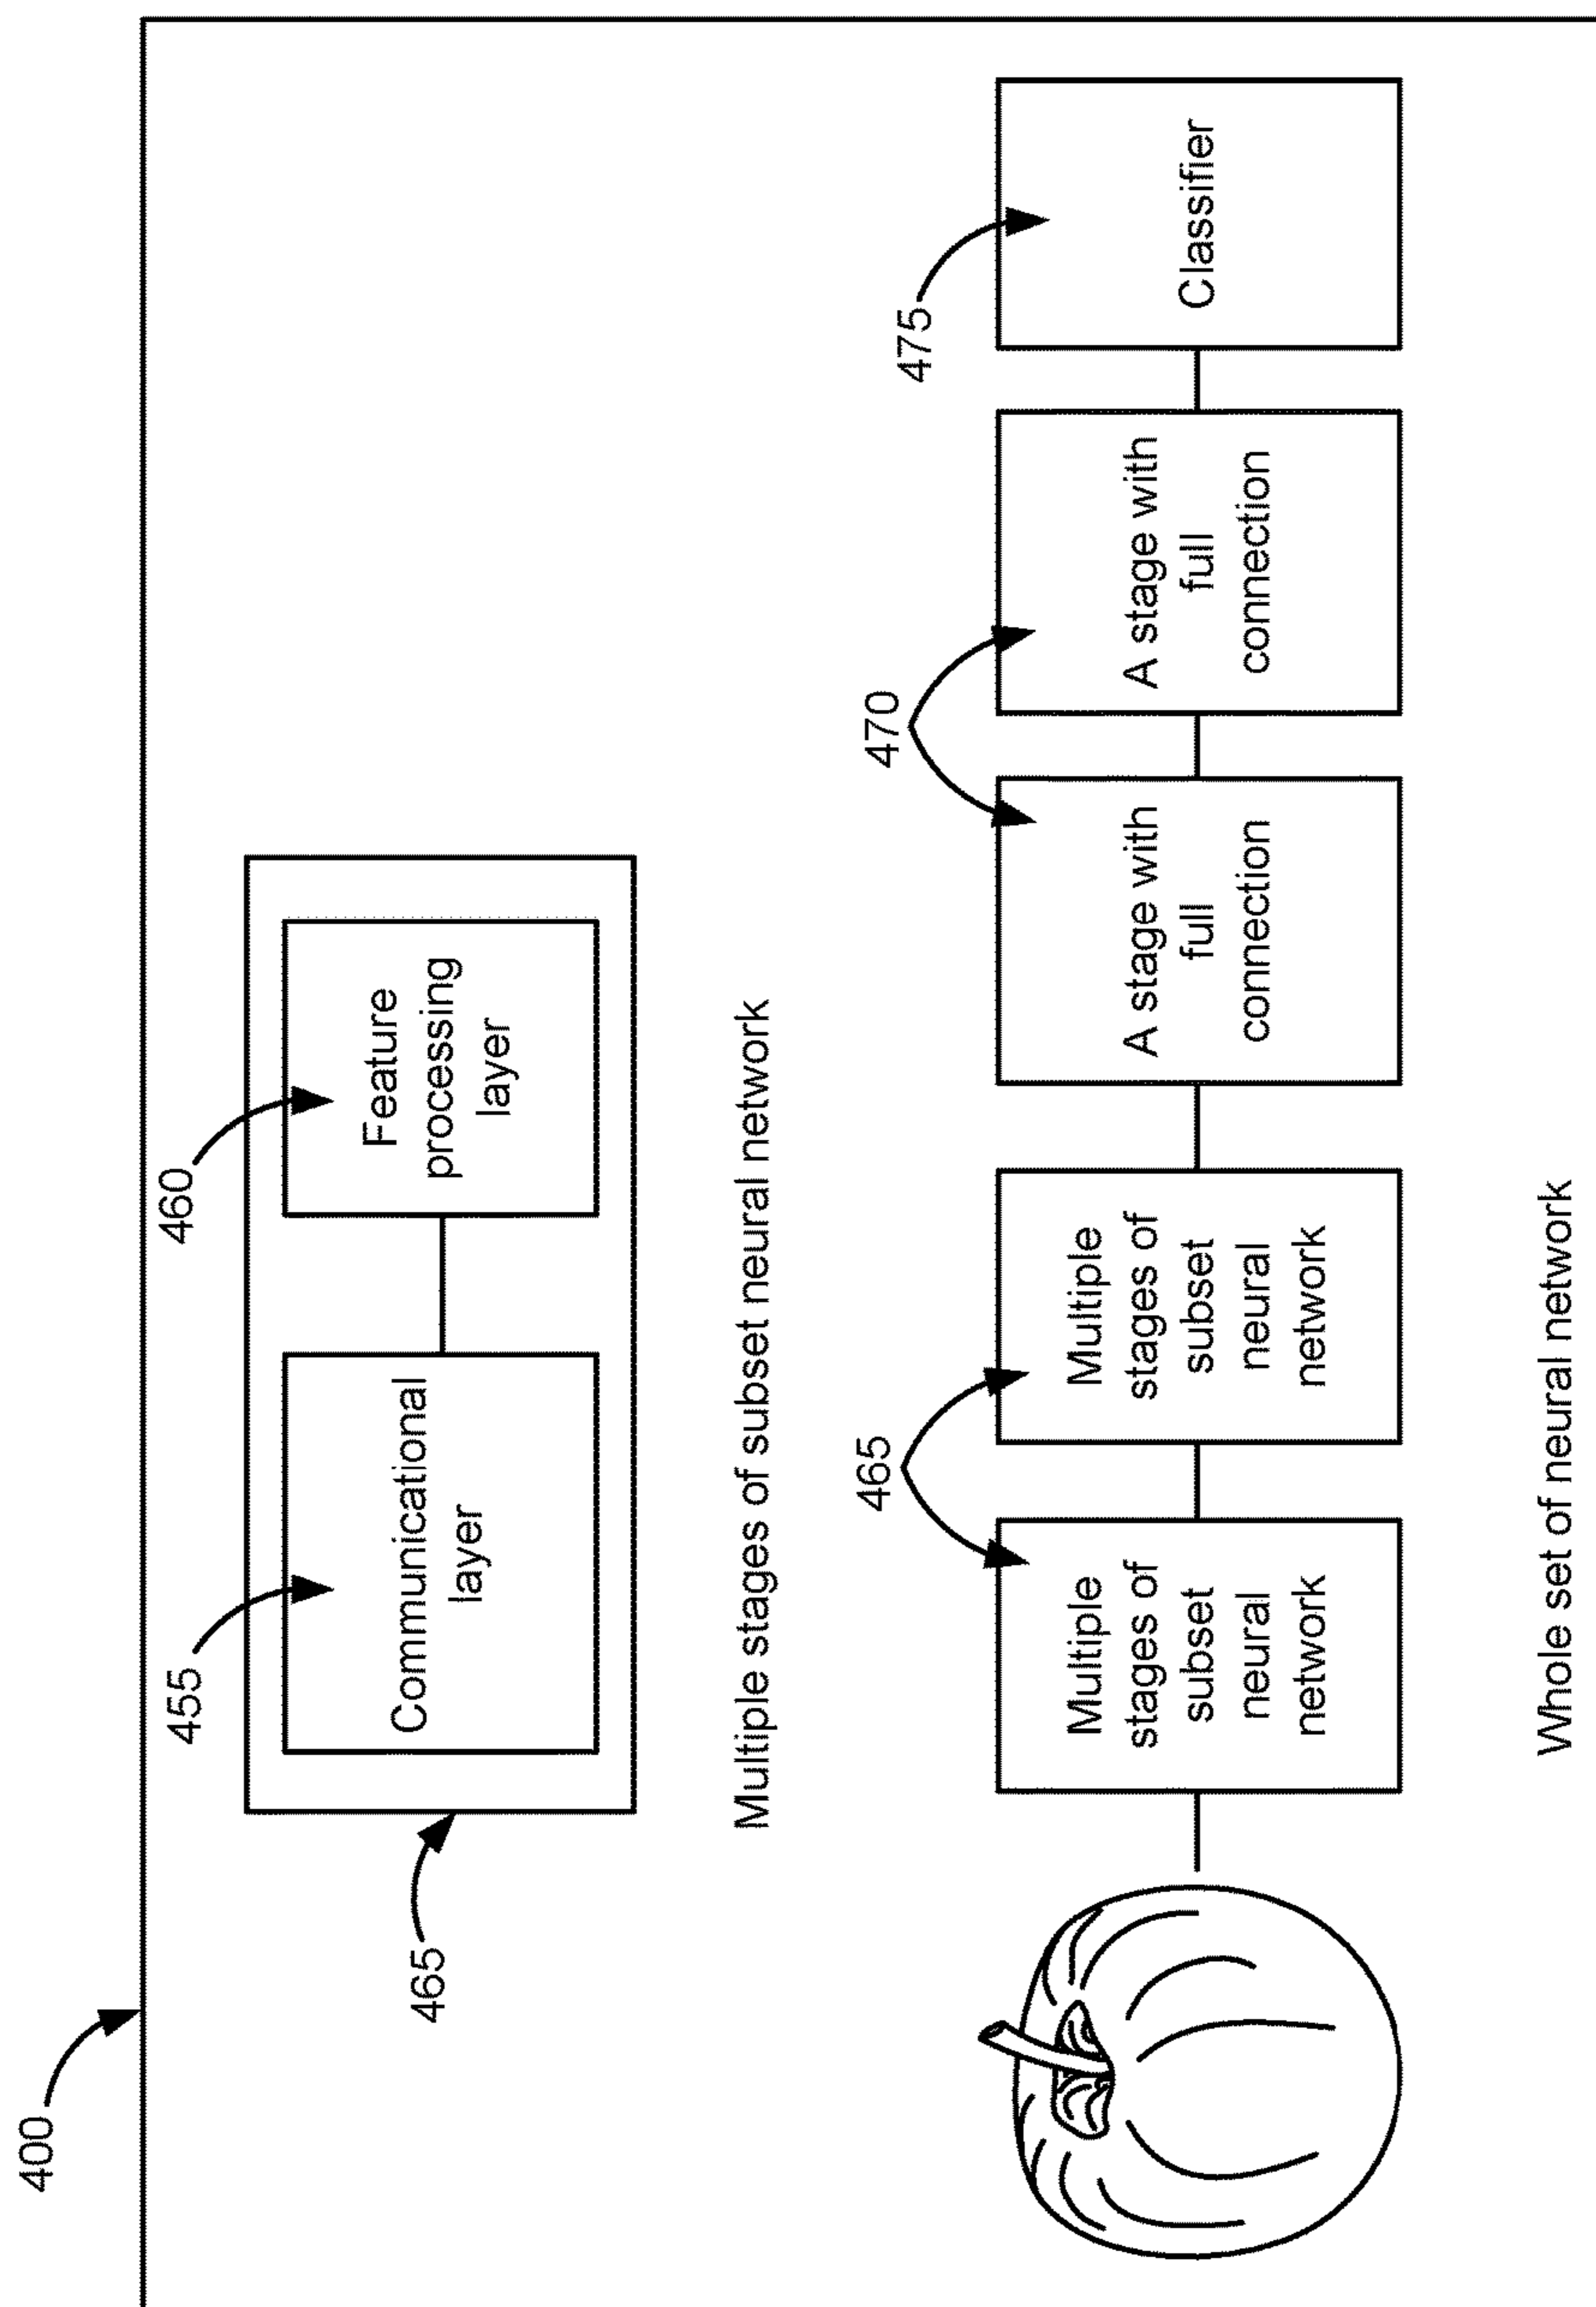 400
455
460
465
Communicational
layer
Feature
processing
layer
Multiple stages of subset neural network
465
470
475
Multiple
stages of
subset
neural
network
Multiple
stages of
subset
neural
network
A stage with
full
connection
A stage with
full
connection
Classifier
Whole set of neural network